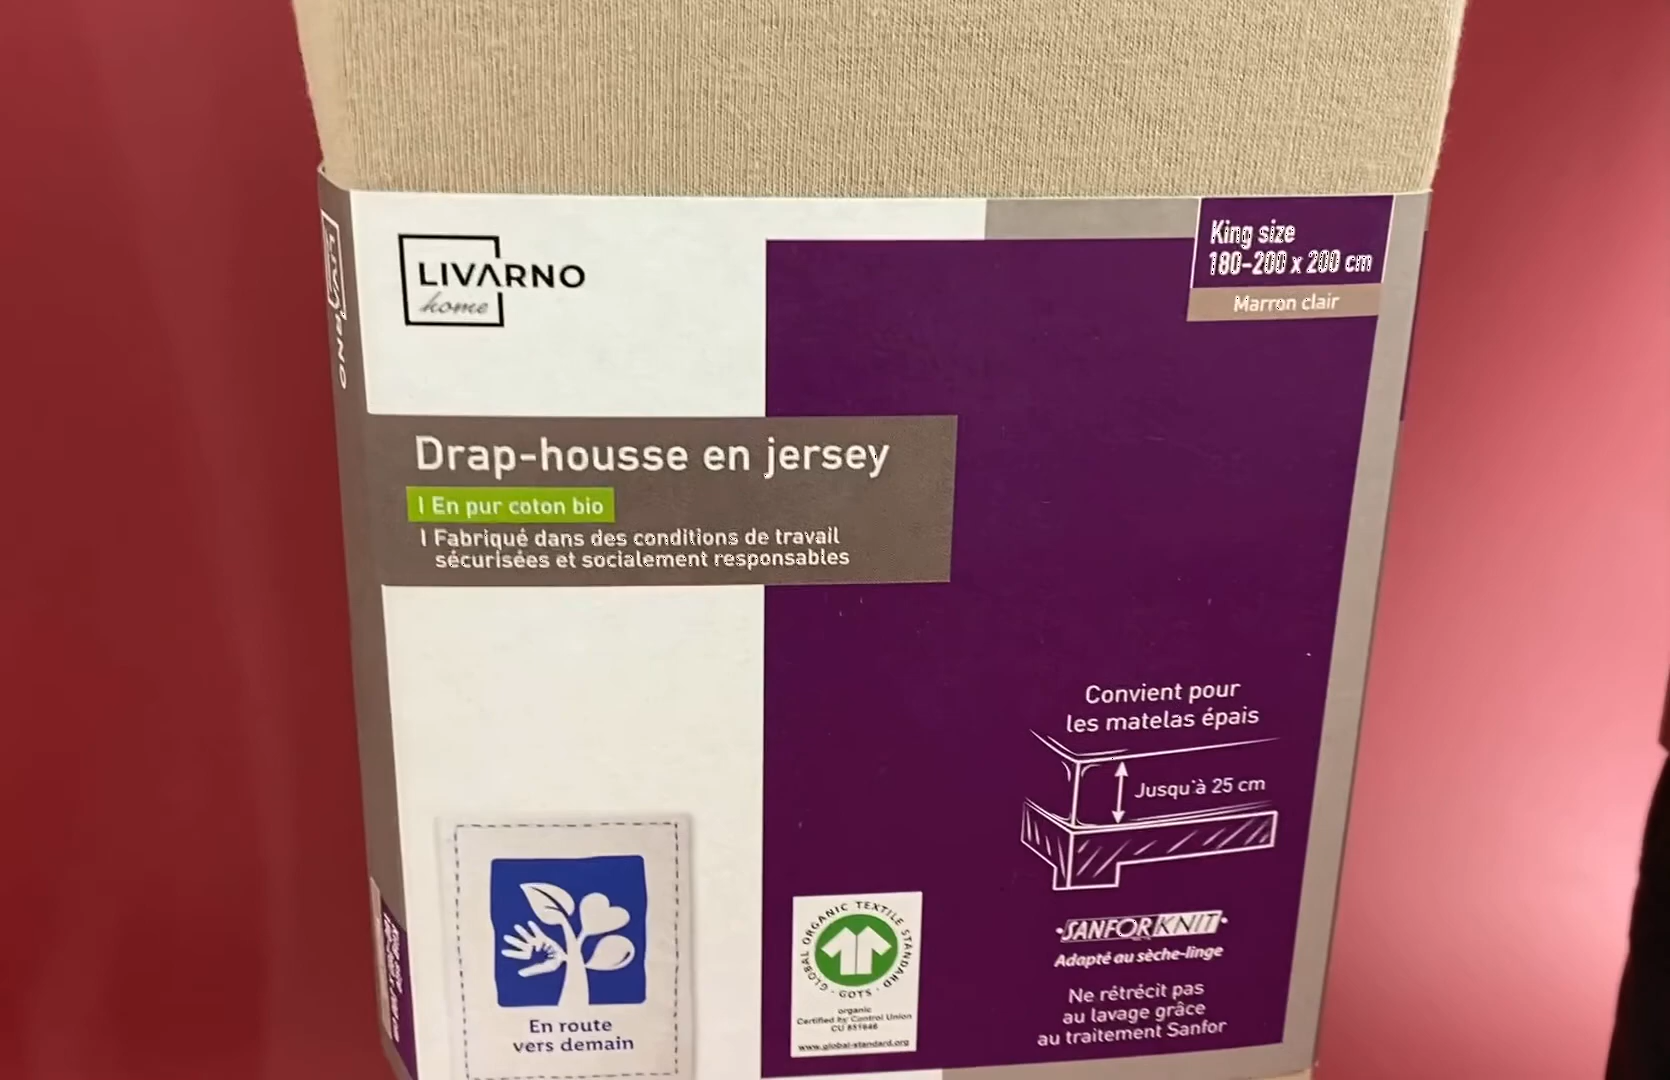 LIVARNO
home
King size
180-200 x 200 cm
Marron clair
LIVARNO
Drap-housse en jersey
I En pur coton bio
I Fabriqué dans des conditions de travail
sécurisées et socialement responsables
Convient pour
les matelas épais
Jusqu'à 25 cm
SANFOR KNIT
Adapté au sèche-linge
Ne rétrécit pas
au lavage grâce
au traitement Sanfor
En route
vers demain
GLOBAL ORGANIC TEXTILE STANDARD
· GOTS ·
organic
Certified by Control Union
CU 851646
www.global-standard.org